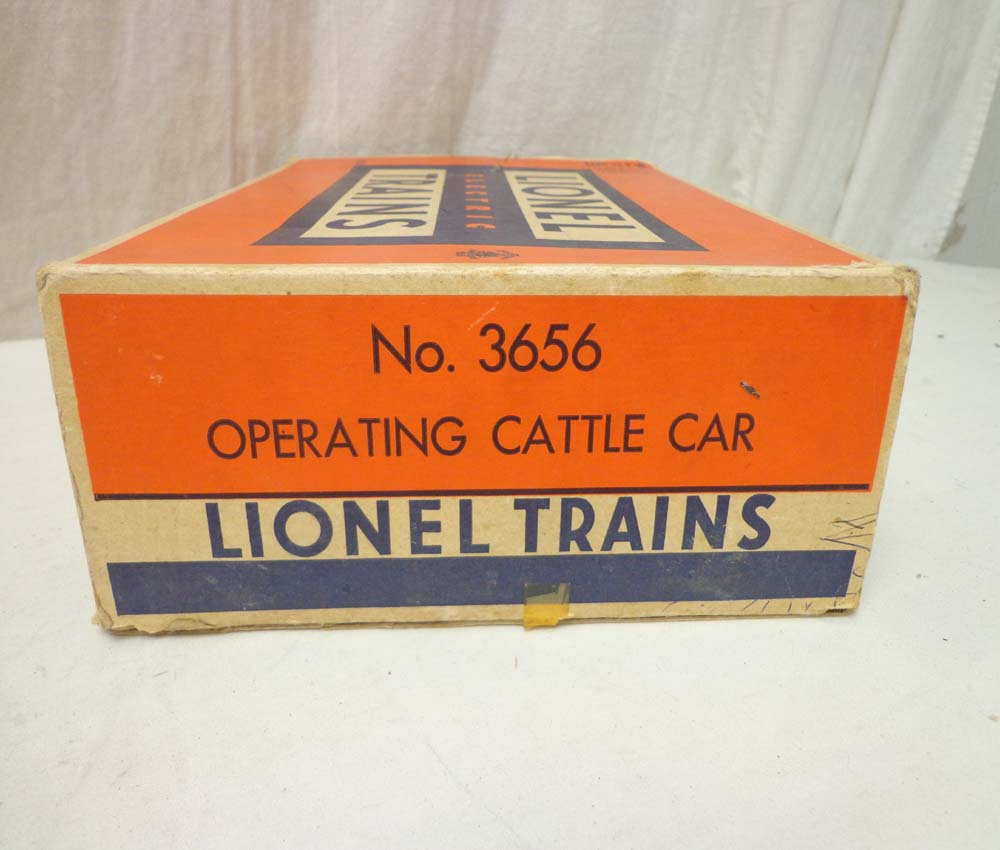 LIONEL
ELECTRIC
TRAINS
No. 3656
OPERATING CATTLE CAR
LIONEL TRAINS